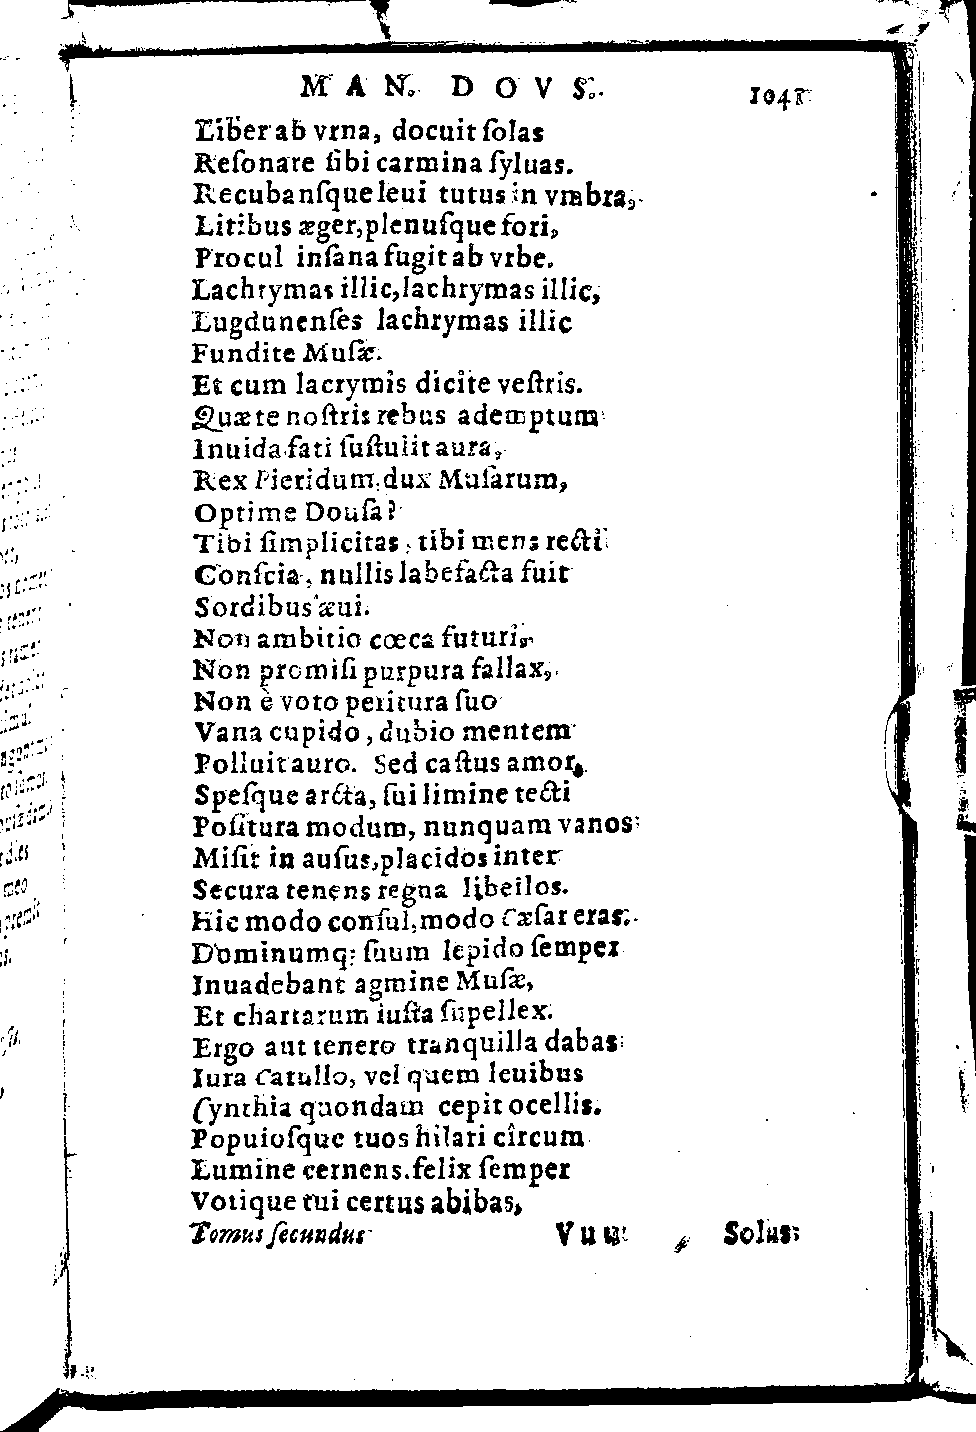 MAN. DOVS. 1041
Liber ab vrna, docuit ſolas
Reſonare ſibi carmina ſyluas.
Recubanſque leui tutus in vmbra,
Litibus æger, plenuſque fori,
Procul inſana fugit ab vrbe.
Lachrymas illic, lachrymas illic,
Lugdunenſes lachrymas illic
Fundite Muſæ.
Et cum lacrymis dicite veſtris.
Quæ te noſtris rebus ademptum
Inuida fati ſuſtulit aura,
Rex Pieridum, dux Muſarum,
Optime Douſa?
Tibi ſimplicitas, tibi mens recti
Conſcia, nullis labefacta fuit
Sordibus æui.
Non ambitio cœca futuri,
Non promiſi purpura fallax,
Non è voto peritura ſuo
Vana cupido, dubio mentem
Polluit auro. Sed caſtus amor,
Speſque arcta, ſui limine tecti
Poſitura modum, nunquam vanos
Miſit in auſus, placidos inter
Secura tenens regna libellos.
Hic modo conſul, modo Cæſar eras:
Dominumq; ſuum lepido ſemper
Inuadebant agmine Muſæ,
Et chartarum iuſta ſupellex.
Ergo aut tenero tranquilla dabas
Iura Catullo, vel quem leuibus
Cynthia quondam cepit ocellis.
Populoſque tuos hilari cîrcum
Lumine cernens, felix ſemper
Votique tui certus abibas,
Tomus ſecundus Vuu Solus